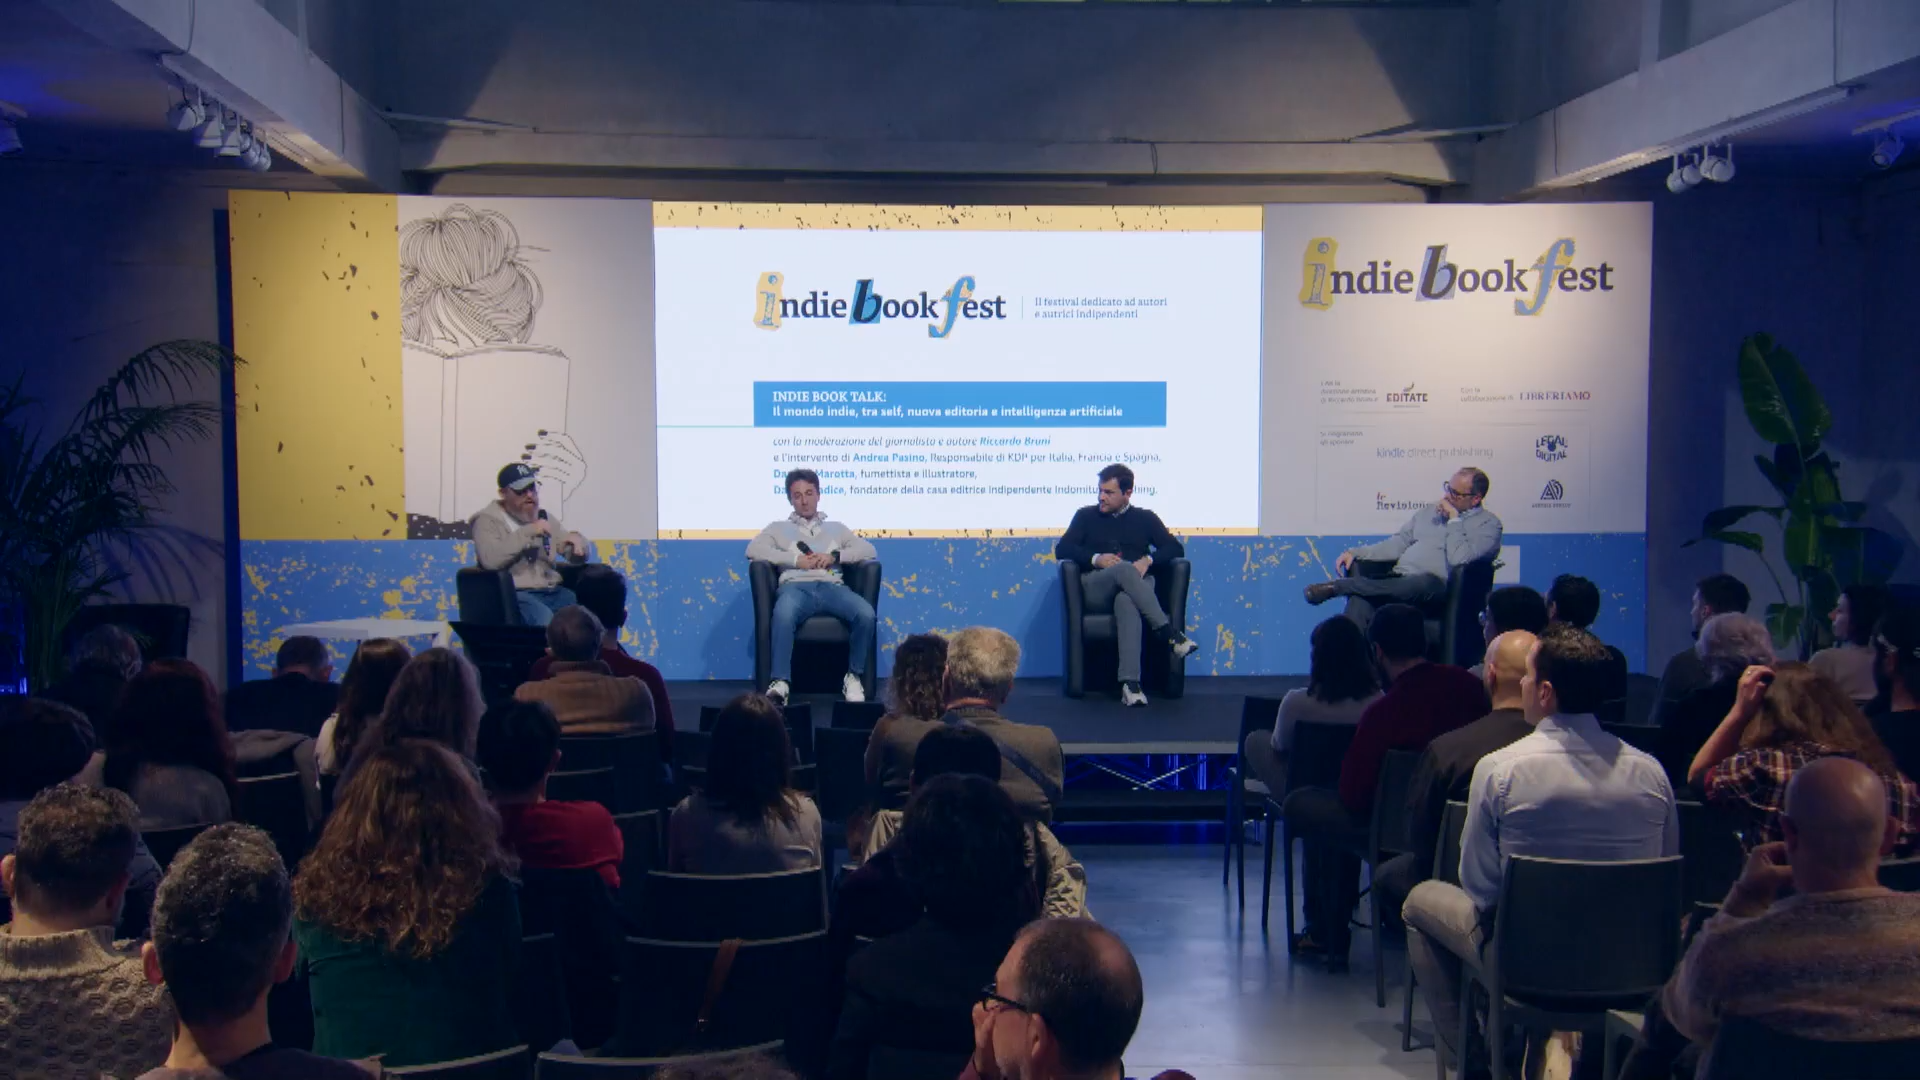 indie book fest
Il festival dedicato ad autori
e autrici indipendenti
INDIE BOOK TALK:
Il mondo indie, tra self, nuova editoria e intelligenza artificiale
con la moderazione del giornalista e autore Riccardo Bruni
e l'intervento di Andrea Pasino, Responsabile di KDP per Italia, Francia e Spagna,
Marotta, fumettista e illustratore,
fondatore della casa editrice indipendente
indie book fest
EDITATE
LIBRERIAMO
kindle direct publishing
LEGAL
DIGITAL